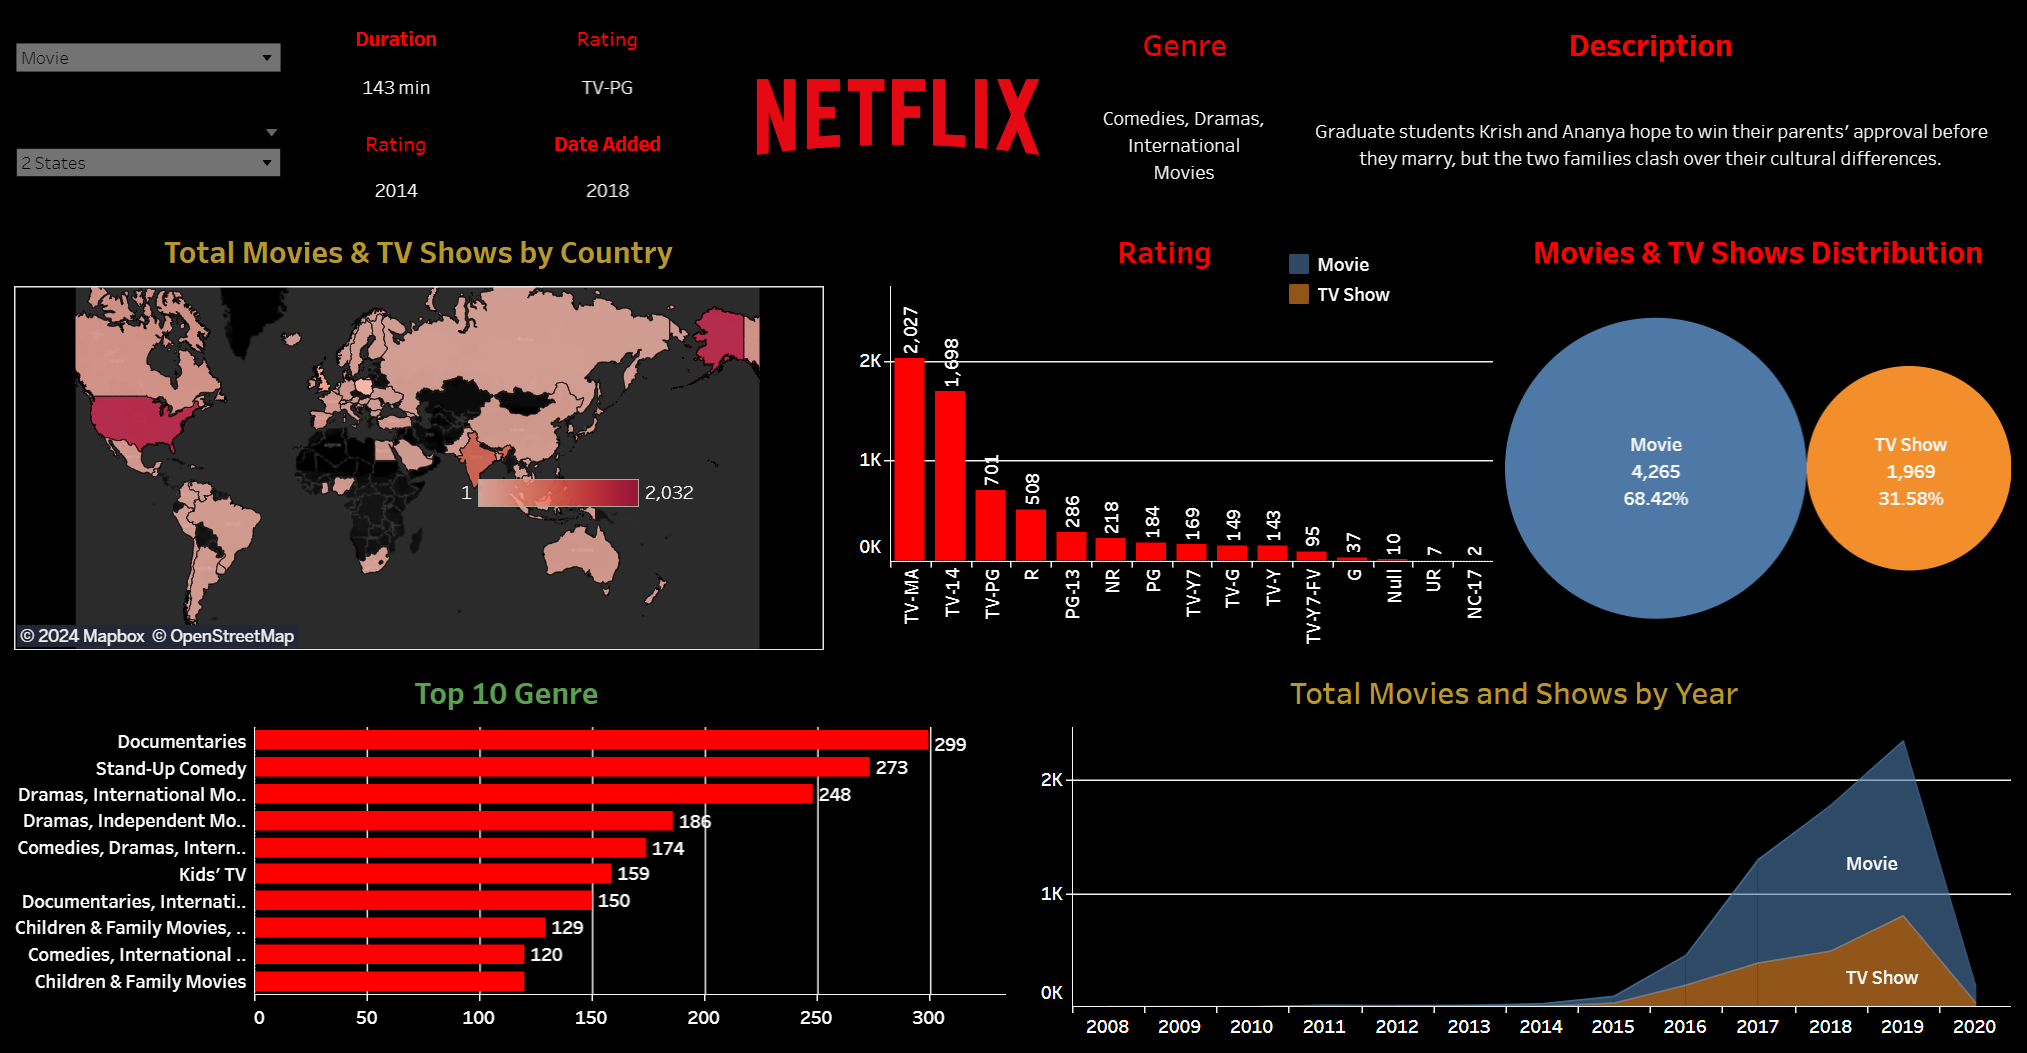 Movie
2 States
Duration
143 min
Rating
TV-PG
Rating
2014
Date Added
2018
NETFLIX
Genre
Comedies, Dramas,
International
Movies
Description
Graduate students Krish and Ananya hope to win their parents’ approval before
they marry, but the two families clash over their cultural differences.
Total Movies & TV Shows by Country
1
2,032
© 2024 Mapbox © OpenStreetMap
Rating
Movie
TV Show
2K
1K
0K
2,027
1,698
701
508
286
218
184
169
149
143
95
37
10
7
2
TV-MA
TV-14
TV-PG
R
PG-13
NR
PG
TV-Y7
TV-G
TV-Y
TV-Y7-FV
G
Null
UR
NC-17
Movies & TV Shows Distribution
Movie
4,265
68.42%
TV Show
1,969
31.58%
Top 10 Genre
Documentaries
299
Stand-Up Comedy
273
Dramas, International Mo..
248
Dramas, Independent Mo..
186
Comedies, Dramas, Intern..
174
Kids’ TV
159
Documentaries, Internati..
150
Children & Family Movies, ..
129
Comedies, International ..
120
Children & Family Movies
0 50 100 150 200 250 300
Total Movies and Shows by Year
2K
1K
0K
Movie
TV Show
2008 2009 2010 2011 2012 2013 2014 2015 2016 2017 2018 2019 2020